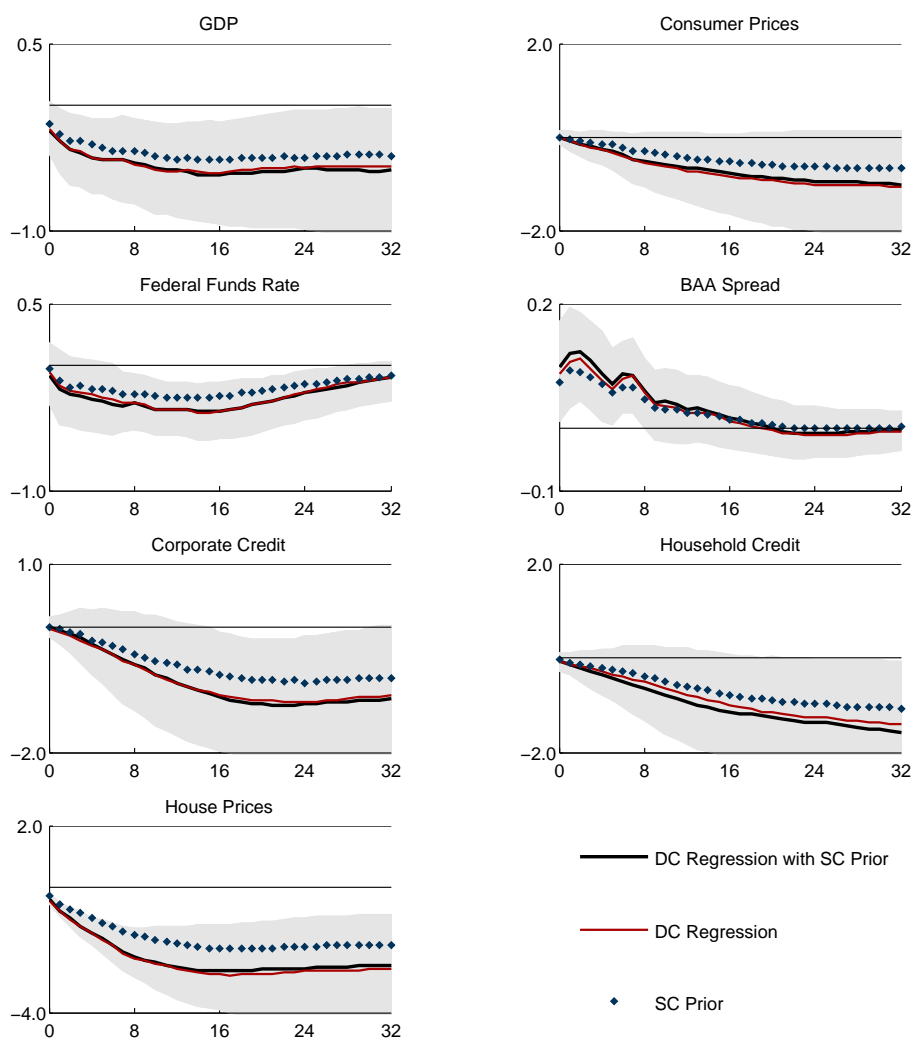 GDP
0.5
−1.0
0 8 16 24 32
Consumer Prices
2.0
−2.0
0 8 16 24 32
Federal Funds Rate
0.5
−1.0
0 8 16 24 32
BAA Spread
0.2
−0.1
0 8 16 24 32
Corporate Credit
1.0
−2.0
0 8 16 24 32
Household Credit
2.0
−2.0
0 8 16 24 32
House Prices
2.0
−4.0
0 8 16 24 32
DC Regression with SC Prior
DC Regression
SC Prior